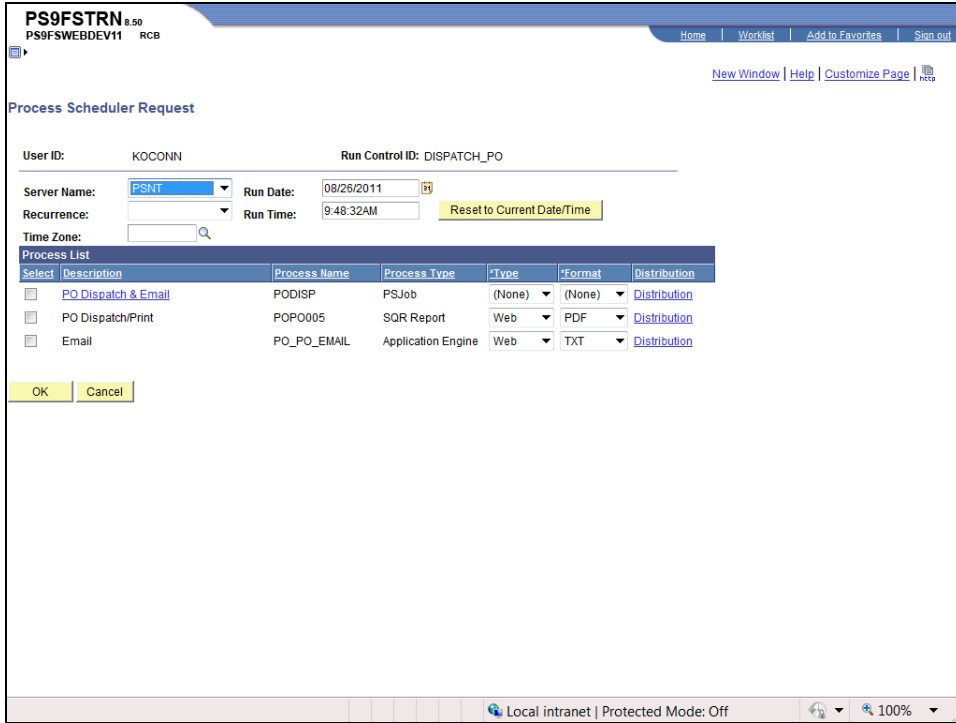 PS9FSTRN 8.50
PS9FSWEBDEV11 RCB
Home | Worklist | Add to Favorites | Sign out
New Window | Help | Customize Page | http
Process Scheduler Request
User ID: KOCONN Run Control ID: DISPATCH_PO
Server Name: PSNT Run Date: 08/26/2011 31
Recurrence: Run Time: 9:48:32AM Reset to Current Date/Time
Time Zone:
Process List
Select Description Process Name Process Type *Type *Format Distribution
PO Dispatch & Email PODISP PSJob (None) (None) Distribution
PO Dispatch/Print POPO005 SQR Report Web PDF Distribution
Email PO_PO_EMAIL Application Engine Web TXT Distribution
OK Cancel
Local intranet | Protected Mode: Off 100%